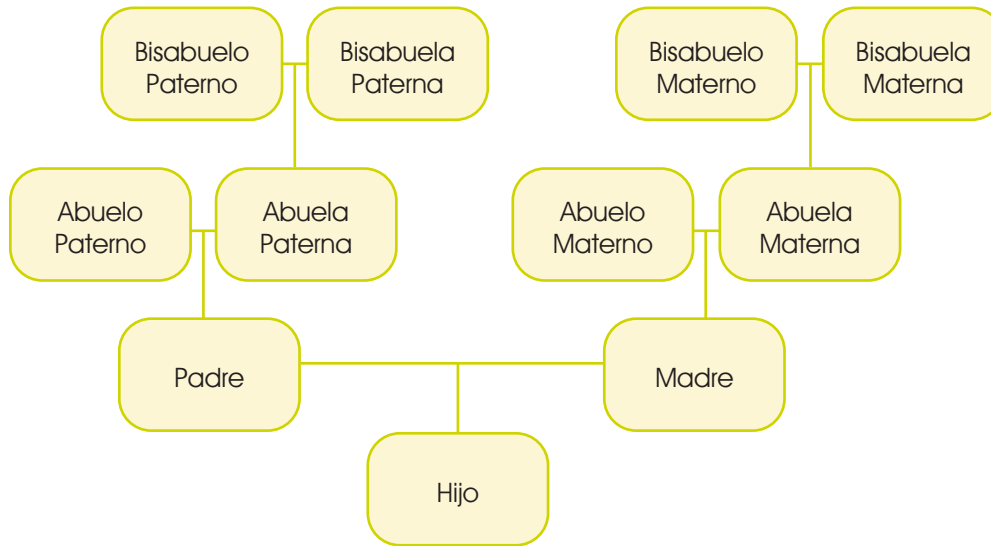 Bisabuelo
Paterno
Bisabuela
Paterna
Bisabuelo
Materno
Bisabuela
Materna
Abuelo
Paterno
Abuela
Paterna
Abuelo
Materno
Abuela
Materna
Padre
Madre
Hijo